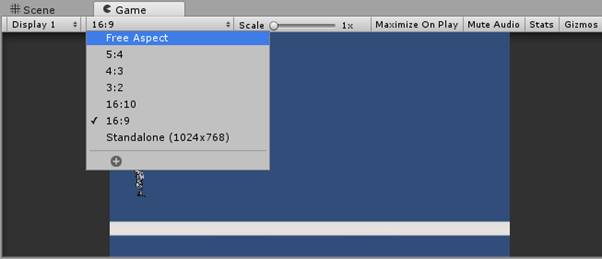 Scene Game
Display 1 16:9 Scale 1x Maximize On Play Mute Audio Stats Gizmos
Free Aspect
5:4
4:3
3:2
16:10
16:9
Standalone (1024x768)